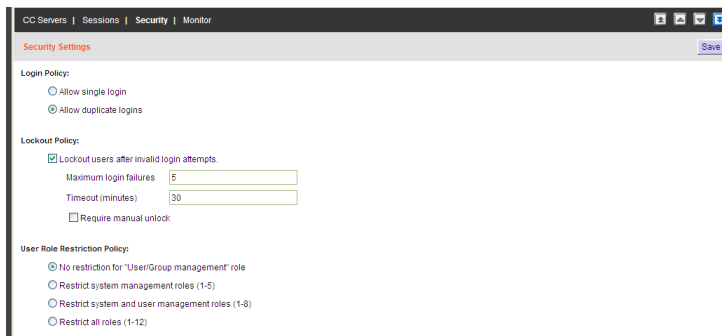 CC Servers | Sessions | Security | Monitor
Security Settings
Save
Login Policy:
Allow single login
Allow duplicate logins
Lockout Policy:
Lockout users after invalid login attempts.
Maximum login failures 5
Timeout (minutes) 30
Require manual unlock
User Role Restriction Policy:
No restriction for "User/Group management" role
Restrict system management roles (1-5)
Restrict system and user management roles (1-8)
Restrict all roles (1-12)